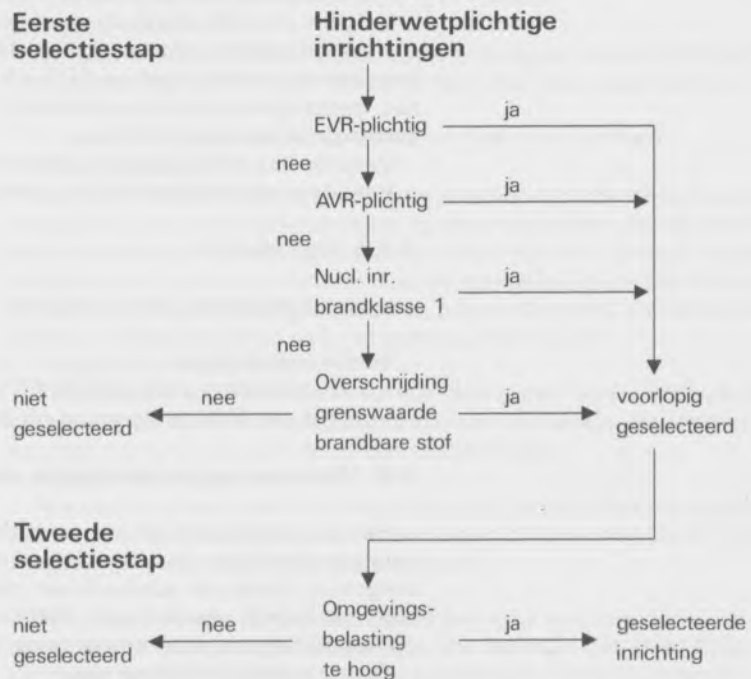 Eerste
selectiestap
Hinderwetplichtige
inrichtingen
EVR-plichtig
ja
nee
AVR-plichtig
ja
nee
Nucl. inr.
brandklasse 1
ja
nee
Overschrijding
grenswaarde
brandbare stof
nee
niet
geselecteerd
ja
voorlopig
geselecteerd
Tweede
selectiestap
Omgevings-
belasting
te hoog
nee
niet
geselecteerd
ja
geselecteerde
inrichting